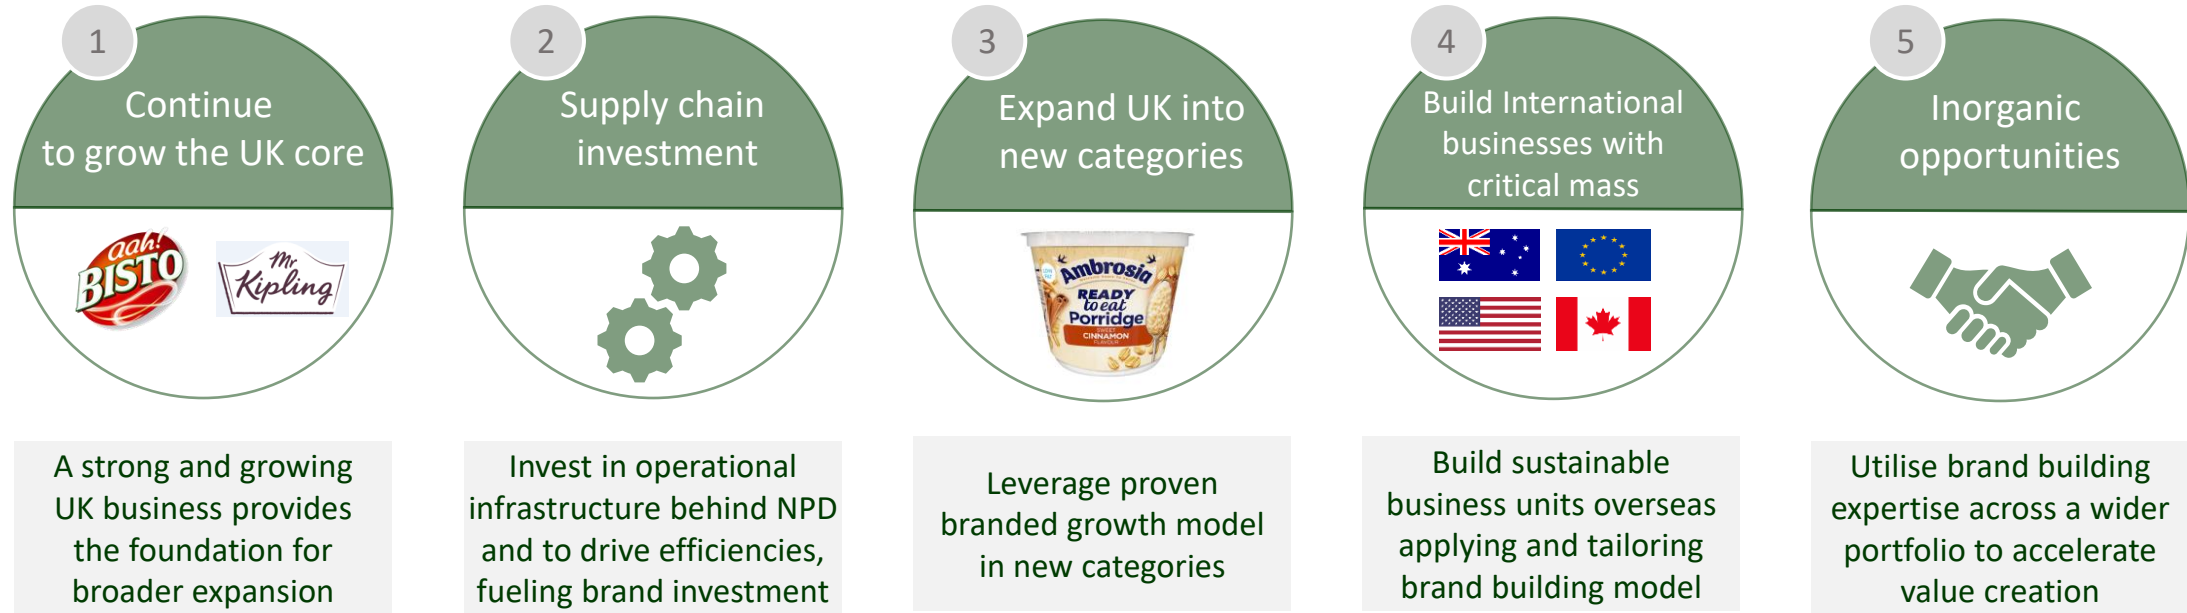 1
Continue
to grow the UK core
aah!
BISTO
Mr
Kipling
A strong and growing
UK business provides
the foundation for
broader expansion
2
Supply chain
investment
Invest in operational
infrastructure behind NPD
and to drive efficiencies,
fueling brand investment
3
Expand UK into
new categories
Ambrosia
READY
to eat
Porridge
SWEET
CINNAMON
FLAVOUR
LOW
FAT
Leverage proven
branded growth model
in new categories
4
Build International
businesses with
critical mass
Build sustainable
business units overseas
applying and tailoring
brand building model
5
Inorganic
opportunities
Utilise brand building
expertise across a wider
portfolio to accelerate
value creation